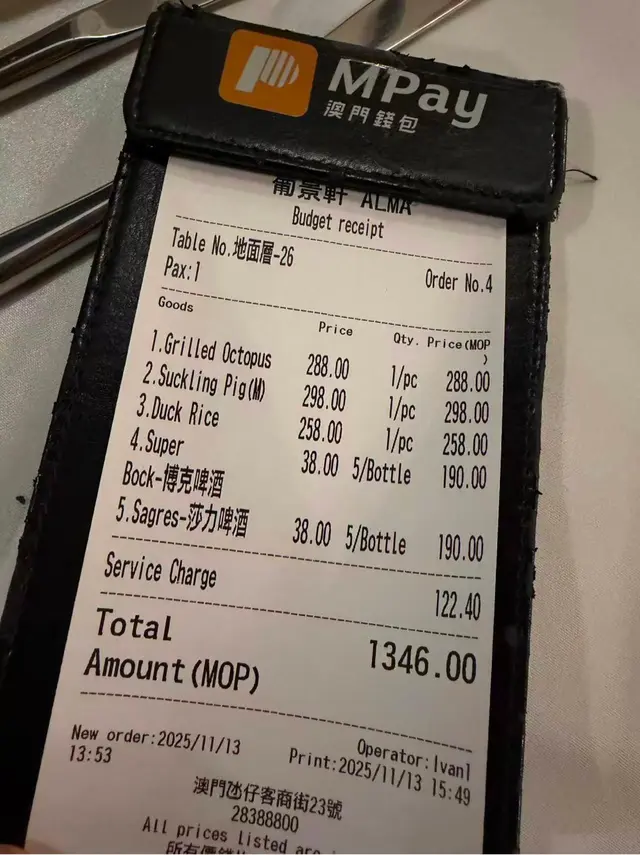 MPay
澳門錢包
葡景軒 ALMA
Budget receipt
Table No.地面層-26
Pax:1 Order No.4
Goods Price Qty. Price(MOP
)
1.Grilled Octopus 288.00 1/pc 288.00
2.Suckling Pig(M) 298.00 1/pc 298.00
3.Duck Rice 258.00 1/pc 258.00
4.Super 38.00 5/Bottle 190.00
Bock-博克啤酒
5.Sagres-莎力啤酒 38.00 5/Bottle 190.00
Service Charge 122.40
Total 1346.00
Amount(MOP)
New order:2025/11/13 Operator:Ivan1
13:53 Print:2025/11/13 15:49
澳門氹仔客商街23號
28388800
All prices listed are
所有價錢